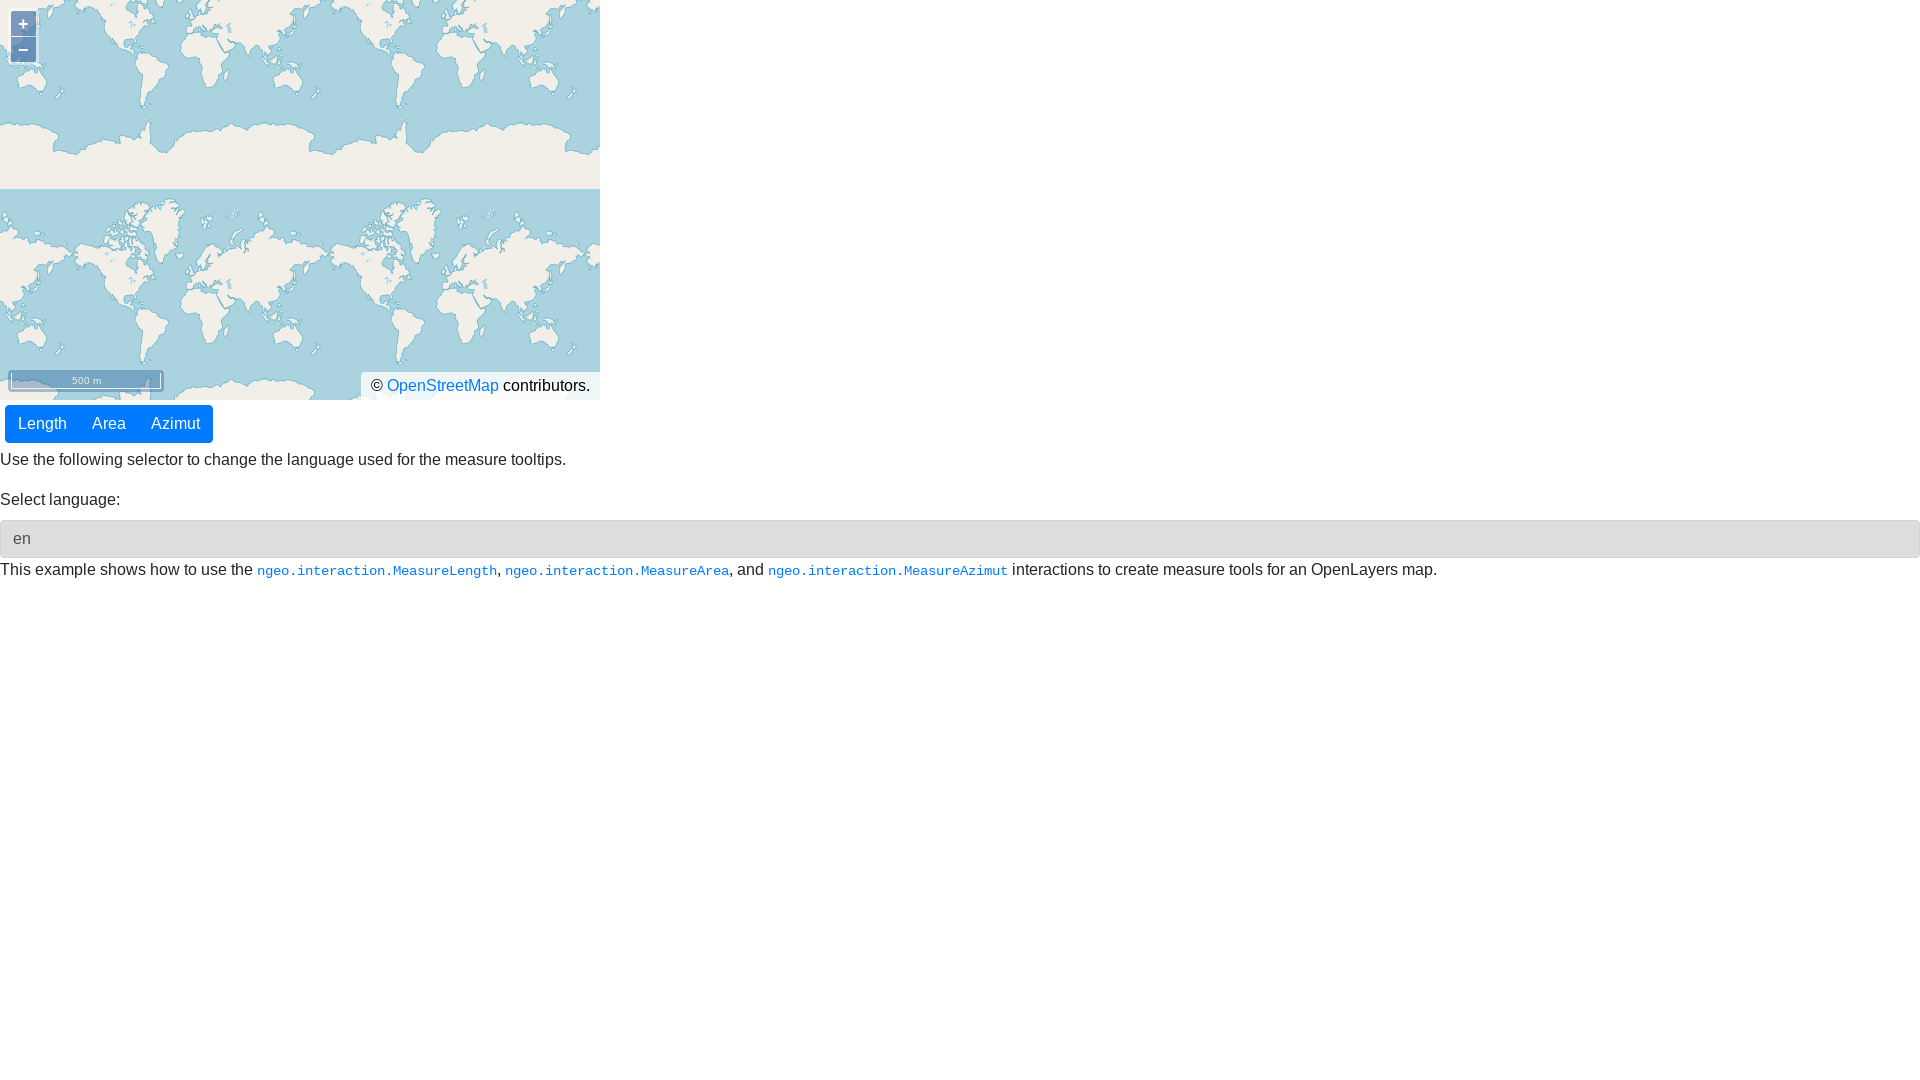 +
−
500 m
© OpenStreetMap contributors.
Length Area Azimut
Use the following selector to change the language used for the measure tooltips.
Select language:
en
This example shows how to use the ngeo.interaction.MeasureLength, ngeo.interaction.MeasureArea, and ngeo.interaction.MeasureAzimut interactions to create measure tools for an OpenLayers map.